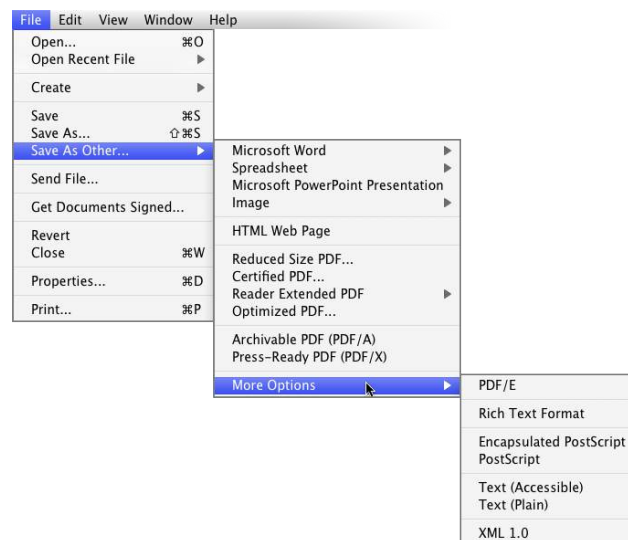 File Edit View Window Help
Open... ⌘O
Open Recent File ▶
Create ▶
Save ⌘S
Save As... ⇧⌘S
Save As Other... ▶
Send File...
Get Documents Signed...
Revert
Close ⌘W
Properties... ⌘D
Print... ⌘P
Microsoft Word ▶
Spreadsheet ▶
Microsoft PowerPoint Presentation
Image ▶
HTML Web Page
Reduced Size PDF...
Certified PDF...
Reader Extended PDF ▶
Optimized PDF...
Archivable PDF (PDF/A)
Press-Ready PDF (PDF/X)
More Options ▶
PDF/E
Rich Text Format
Encapsulated PostScript
PostScript
Text (Accessible)
Text (Plain)
XML 1.0